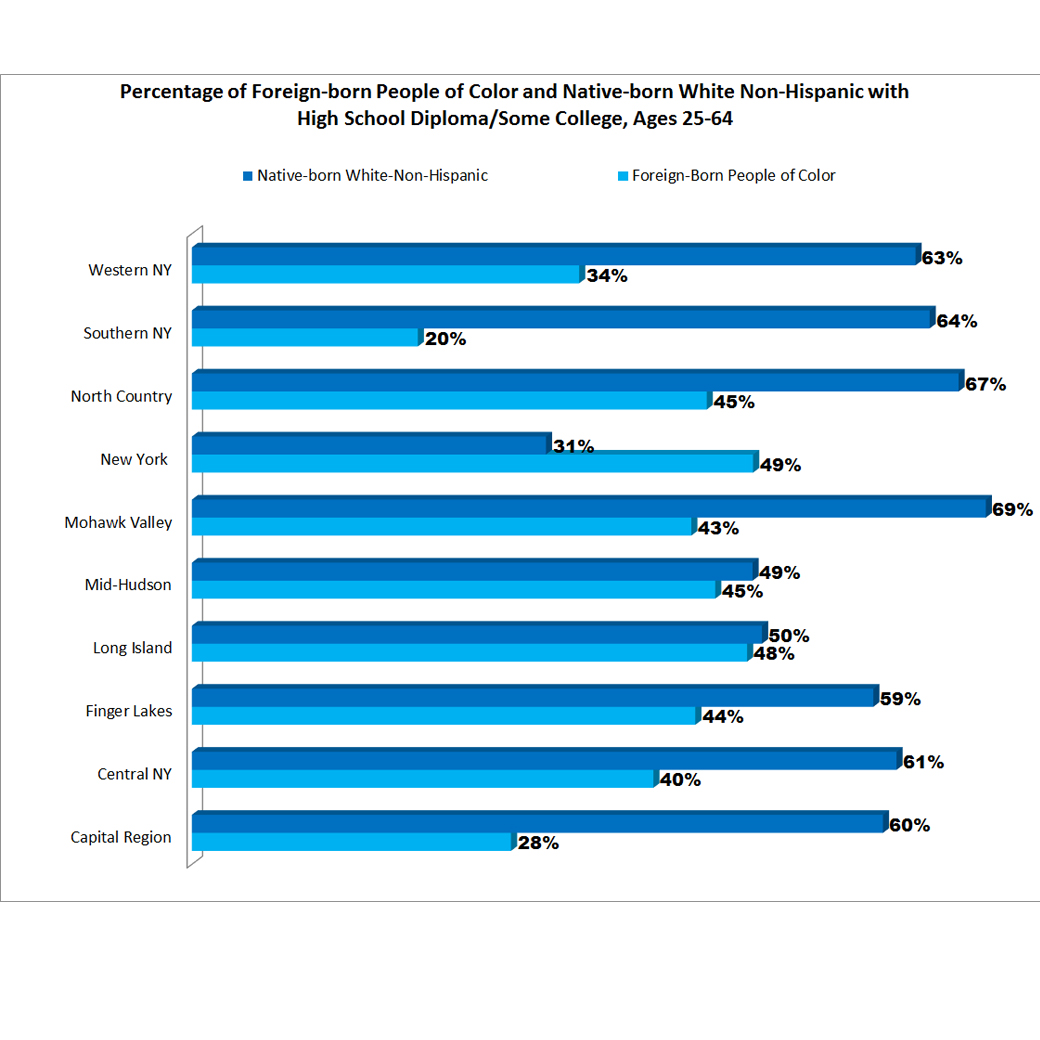 Percentage of Foreign-born People of Color and Native-born White Non-Hispanic with
High School Diploma/Some College, Ages 25-64
Native-born White-Non-Hispanic
Foreign-Born People of Color
Western NY
63%
34%
Southern NY
64%
20%
North Country
67%
45%
New York
31%
49%
Mohawk Valley
69%
43%
Mid-Hudson
49%
45%
Long Island
50%
48%
Finger Lakes
59%
44%
Central NY
61%
40%
Capital Region
60%
28%